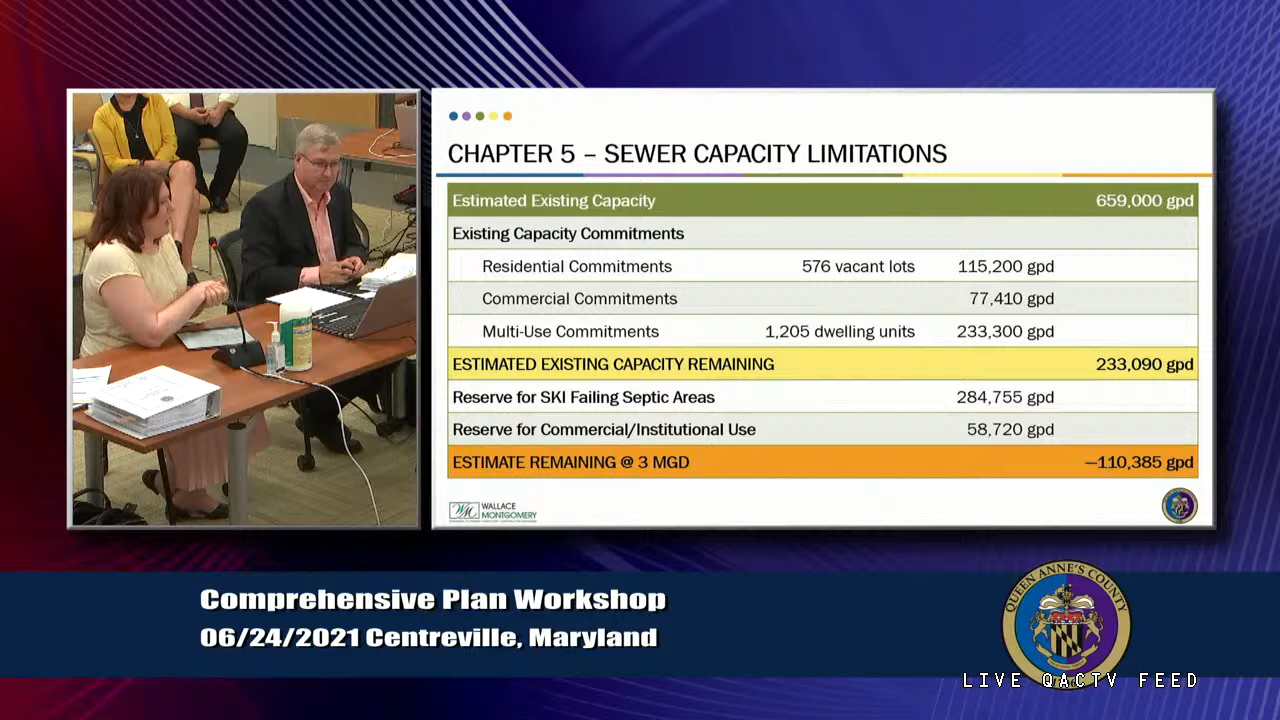 CHAPTER 5 – SEWER CAPACITY LIMITATIONS
Estimated Existing Capacity 659,000 gpd
Existing Capacity Commitments
Residential Commitments 576 vacant lots 115,200 gpd
Commercial Commitments 77,410 gpd
Multi-Use Commitments 1,205 dwelling units 233,300 gpd
ESTIMATED EXISTING CAPACITY REMAINING 233,090 gpd
Reserve for SKI Failing Septic Areas 284,755 gpd
Reserve for Commercial/Institutional Use 58,720 gpd
ESTIMATE REMAINING @ 3 MGD —110,385 gpd
WALLACE
MONTGOMERY
Comprehensive Plan Workshop
06/24/2021 Centreville, Maryland
QUEEN ANNE'S COUNTY
LIVE QACTV FEED